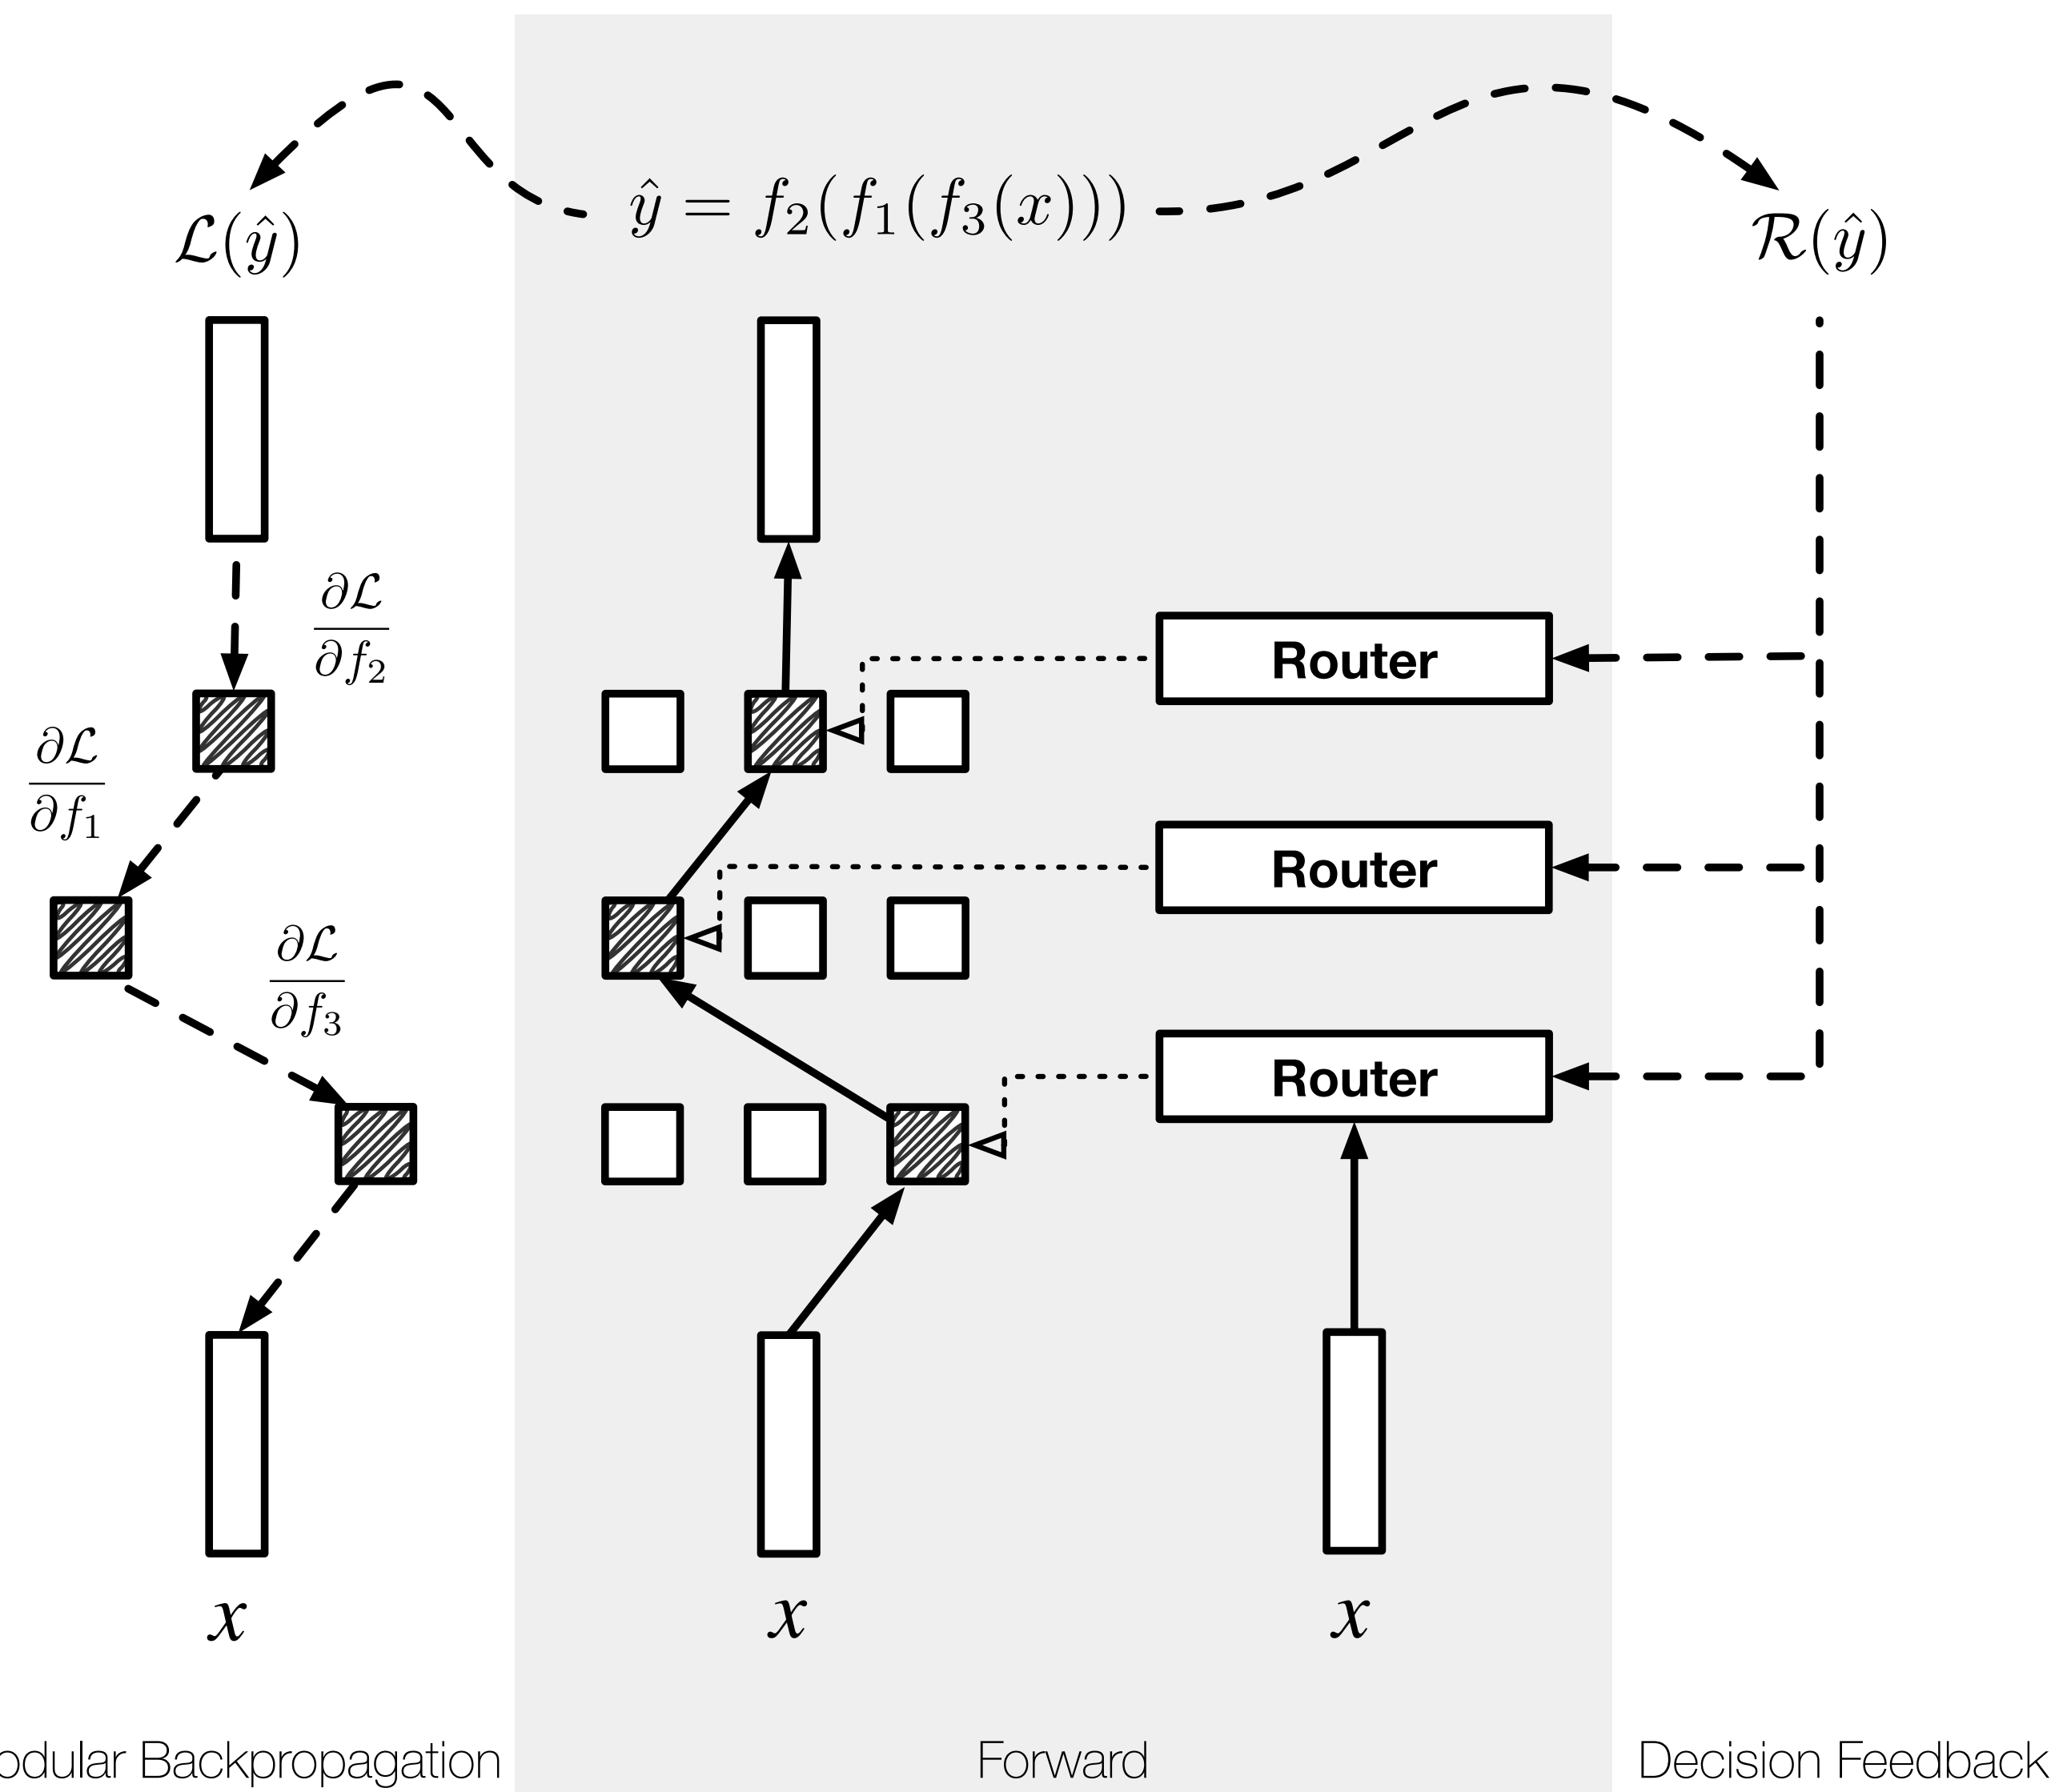 ŷ = f₂(f₁(f₃(x)))
ℒ(ŷ)
ℛ(ŷ)
∂ℒ
∂f₂
Router
∂ℒ
∂f₁
Router
∂ℒ
∂f₃
Router
x
x
x
odular Backpropagation
Forward
Decision Feedback